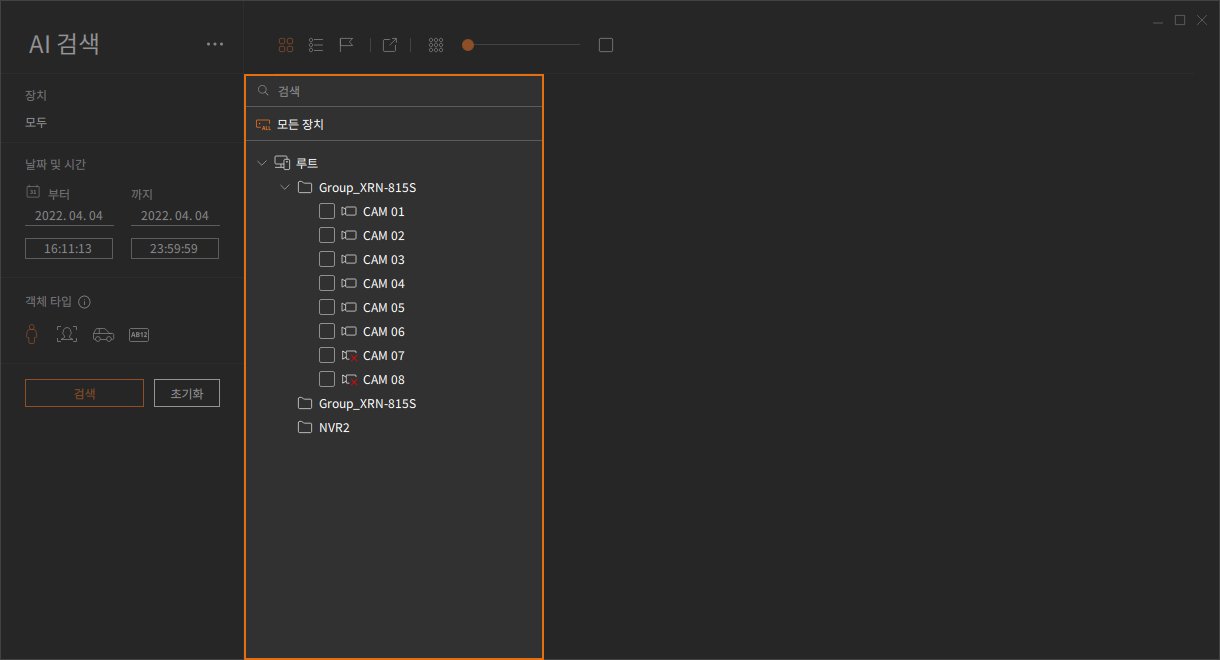 AI 검색
장치
모두
날짜 및 시간
31 부터 까지
2022. 04. 04 2022. 04. 04
16:11:13 23:59:59
객체 타입
AB12
검색 초기화
검색
ALL 모든 장치
루트
Group_XRN-815S
CAM 01
CAM 02
CAM 03
CAM 04
CAM 05
CAM 06
CAM 07
CAM 08
Group_XRN-815S
NVR2